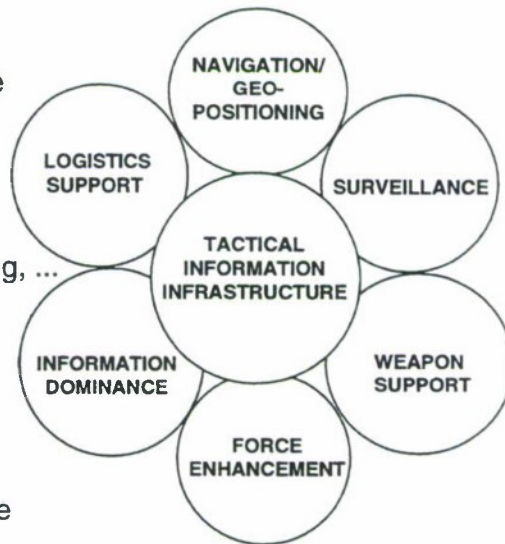 NAVIGATION/
GEO-
POSITIONING
LOGISTICS
SUPPORT
SURVEILLANCE
TACTICAL
INFORMATION
INFRASTRUCTURE
g, ...
INFORMATION
DOMINANCE
WEAPON
SUPPORT
FORCE
ENHANCEMENT